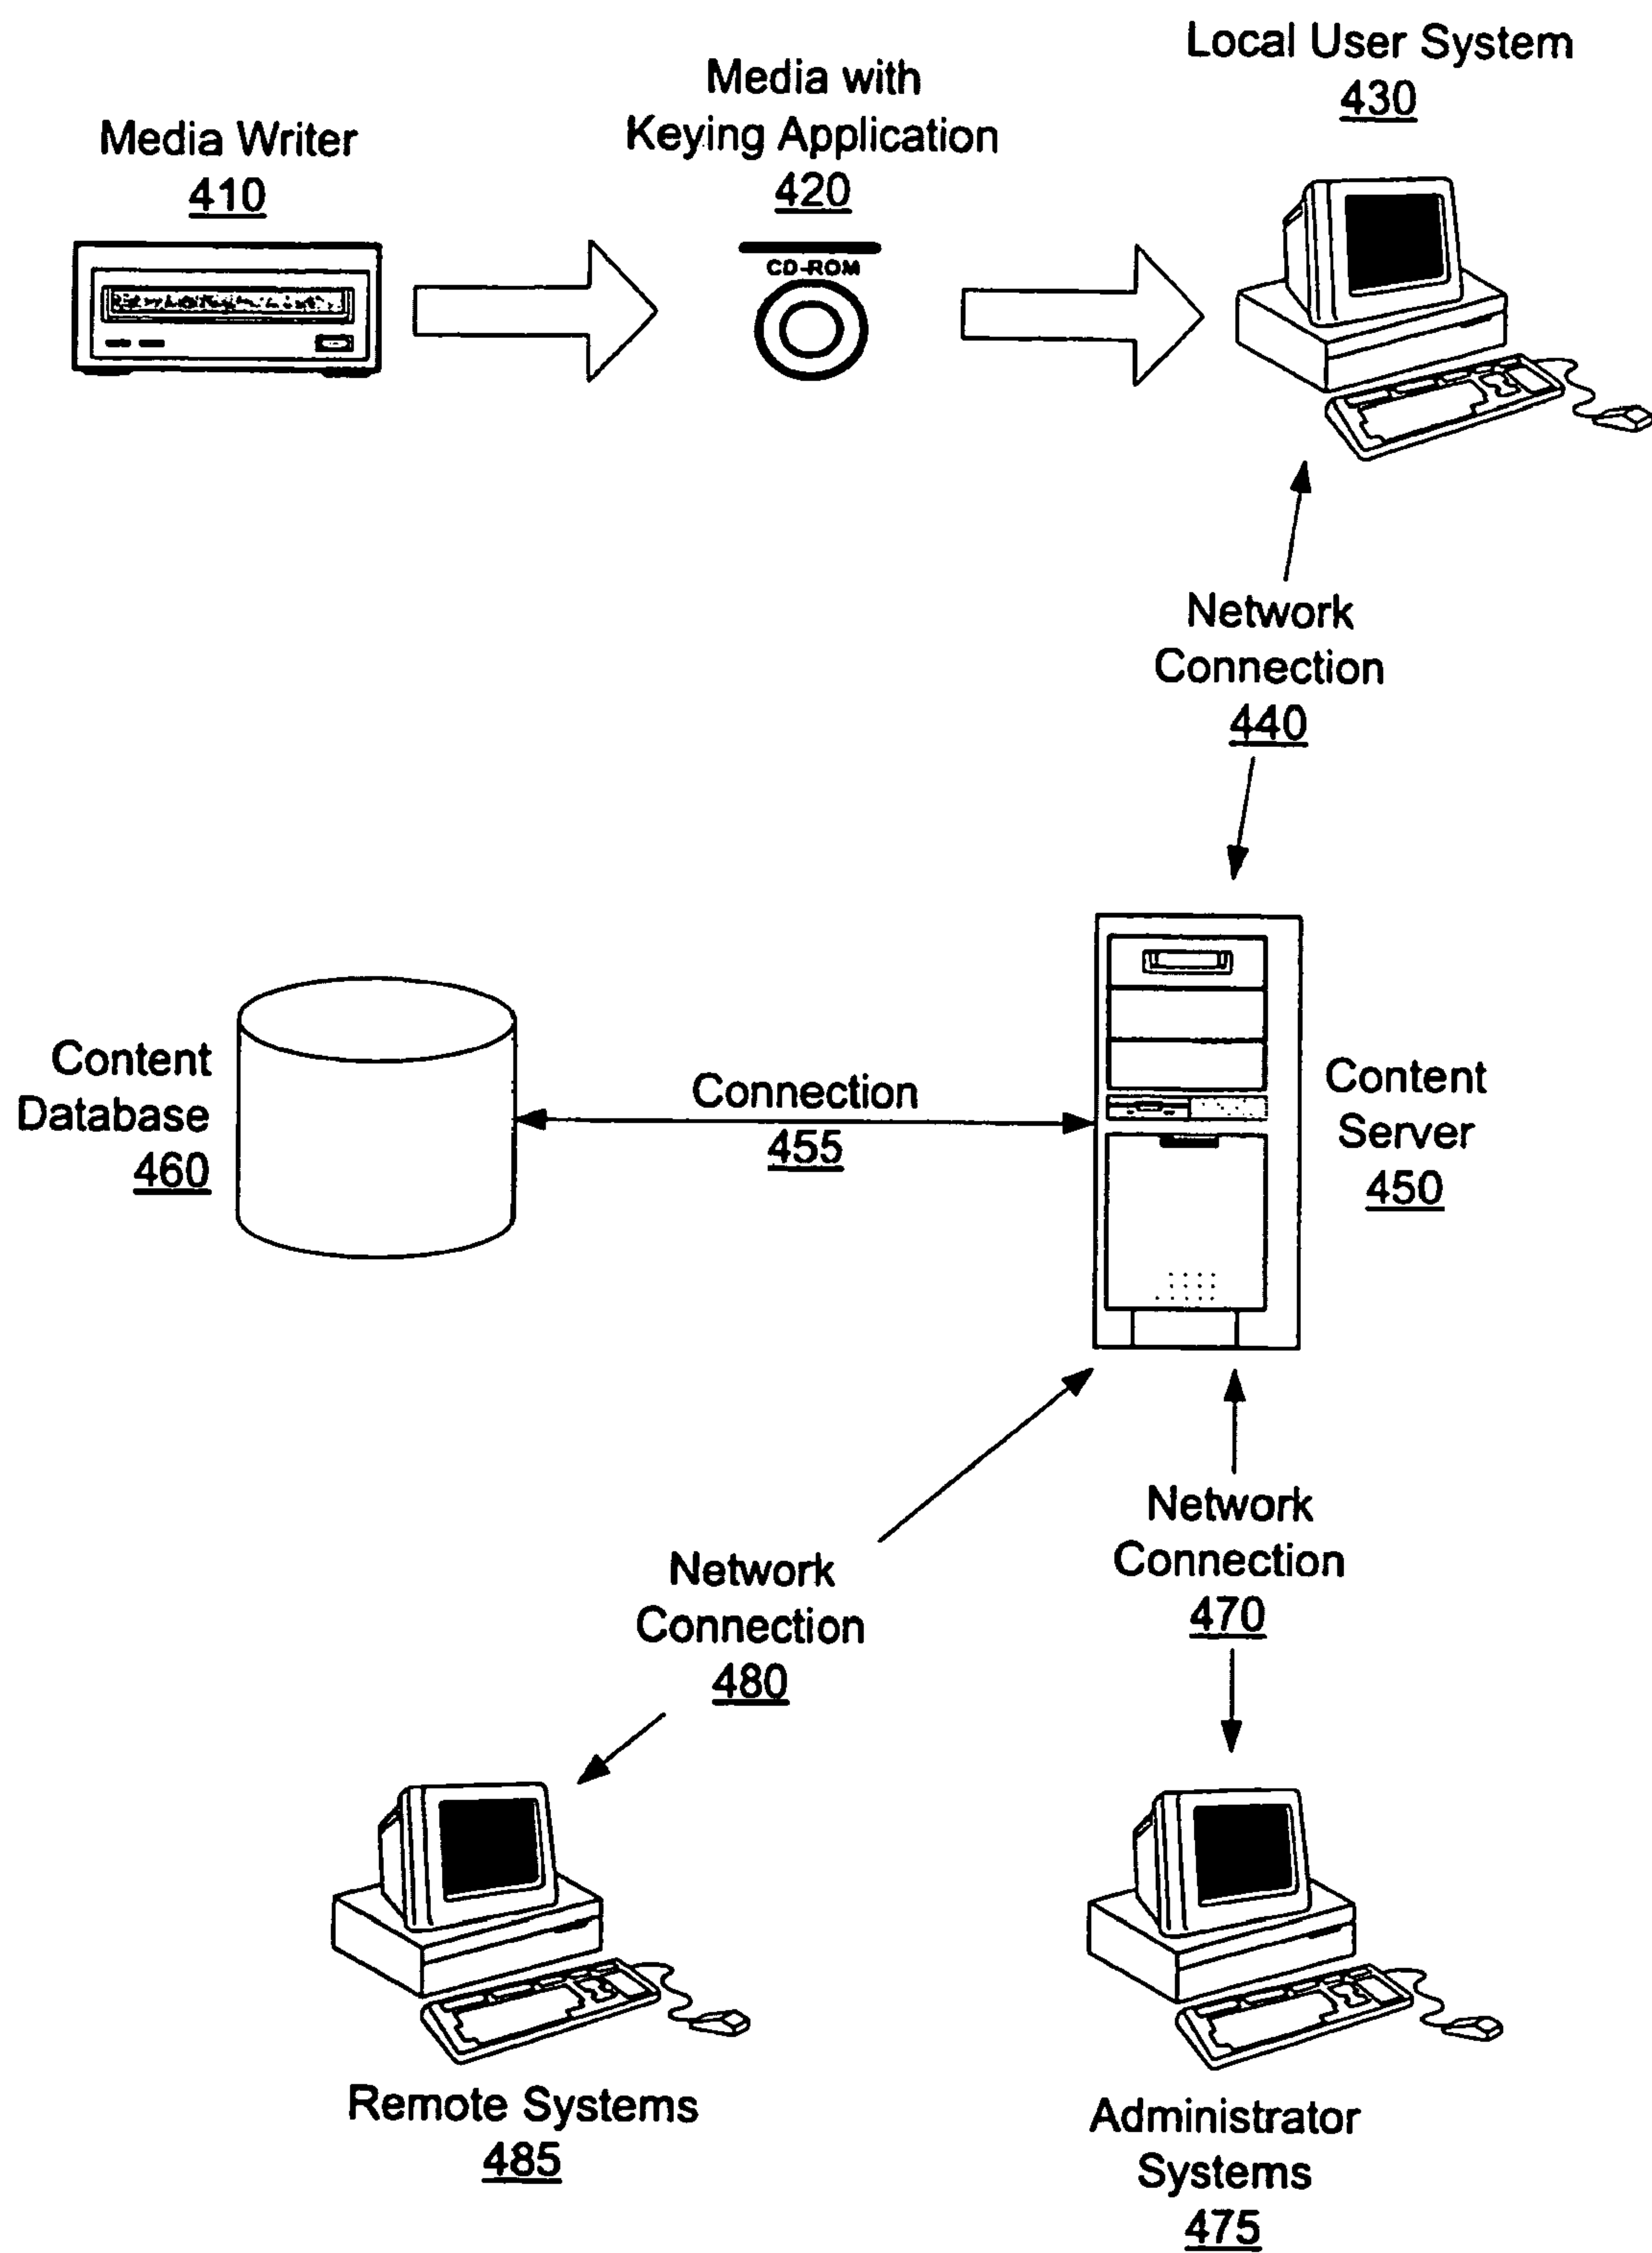 Local User System
430
Media with
Keying Application
420
Media Writer
410
CD-ROM
Network
Connection
440
Content
Database
460
Connection
455
Content
Server
450
Network
Connection
470
Network
Connection
480
Remote Systems
485
Administrator
Systems
475